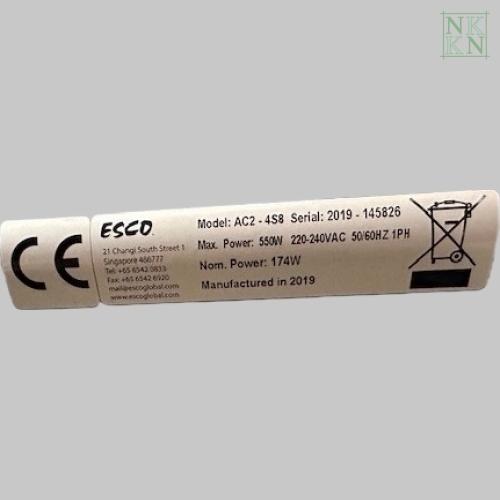 NK
KN
CE
ESCO
21 Changi South Street 1
Singapore 486777
Tel: +65 6542 0833
Fax: +65 6542 6920
mail@escoglobal.com
www.escoglobal.com
Model: AC2 - 4S8 Serial: 2019 - 145826
Max. Power: 550W 220-240VAC 50/60HZ 1PH
Nom. Power: 174W
Manufactured in 2019